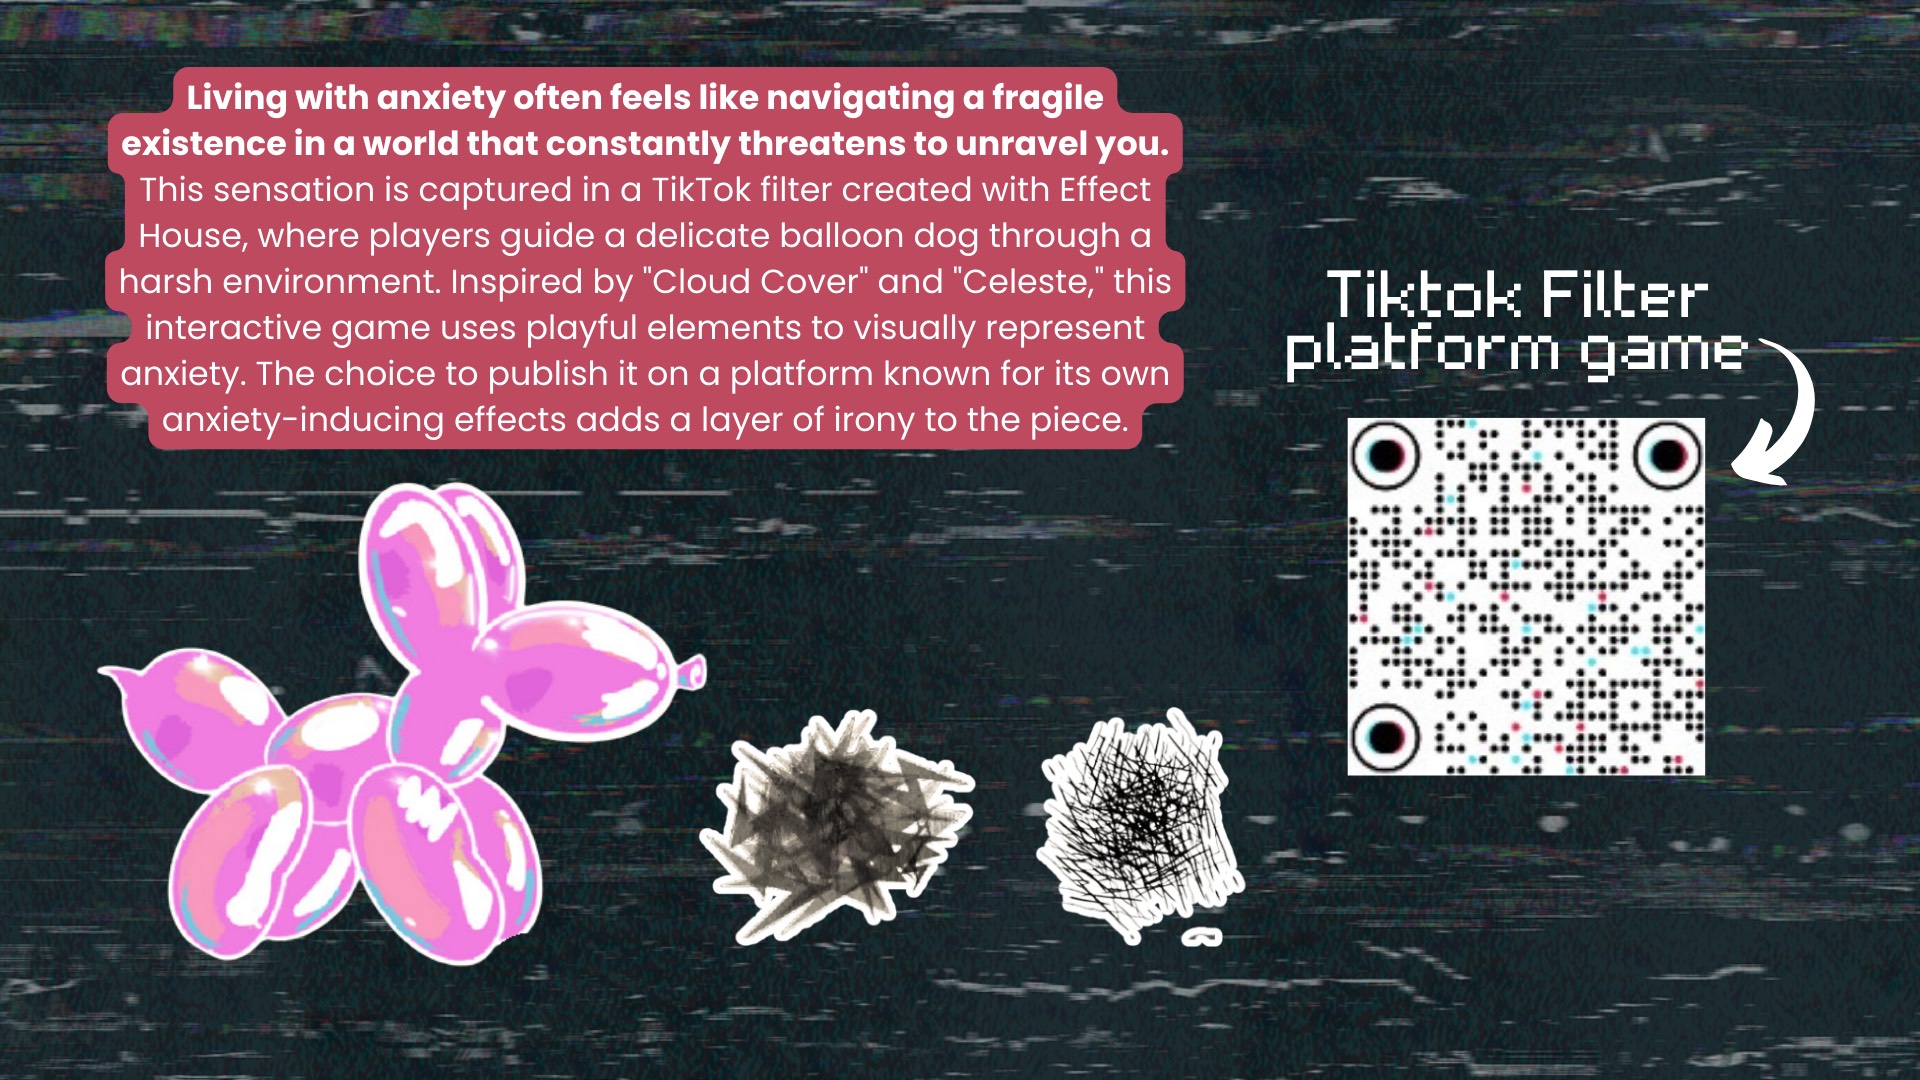 Living with anxiety often feels like navigating a fragile
existence in a world that constantly threatens to unravel you.
This sensation is captured in a TikTok filter created with Effect
House, where players guide a delicate balloon dog through a
harsh environment. Inspired by "Cloud Cover" and "Celeste," this
interactive game uses playful elements to visually represent
anxiety. The choice to publish it on a platform known for its own
anxiety-inducing effects adds a layer of irony to the piece.
Tiktok Filter
platform game